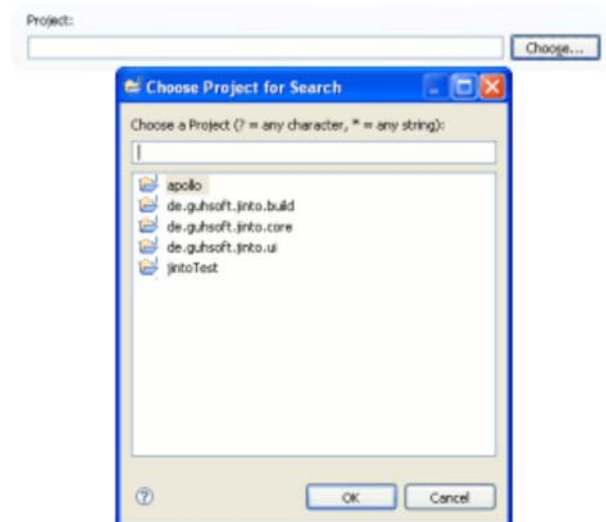 Project:
Choose...
Choose Project for Search
Choose a Project (? = any character, * = any string):
apollo
de.guhsoft.jinto.build
de.guhsoft.jinto.core
de.guhsoft.jinto.ui
jintoTest
OK Cancel